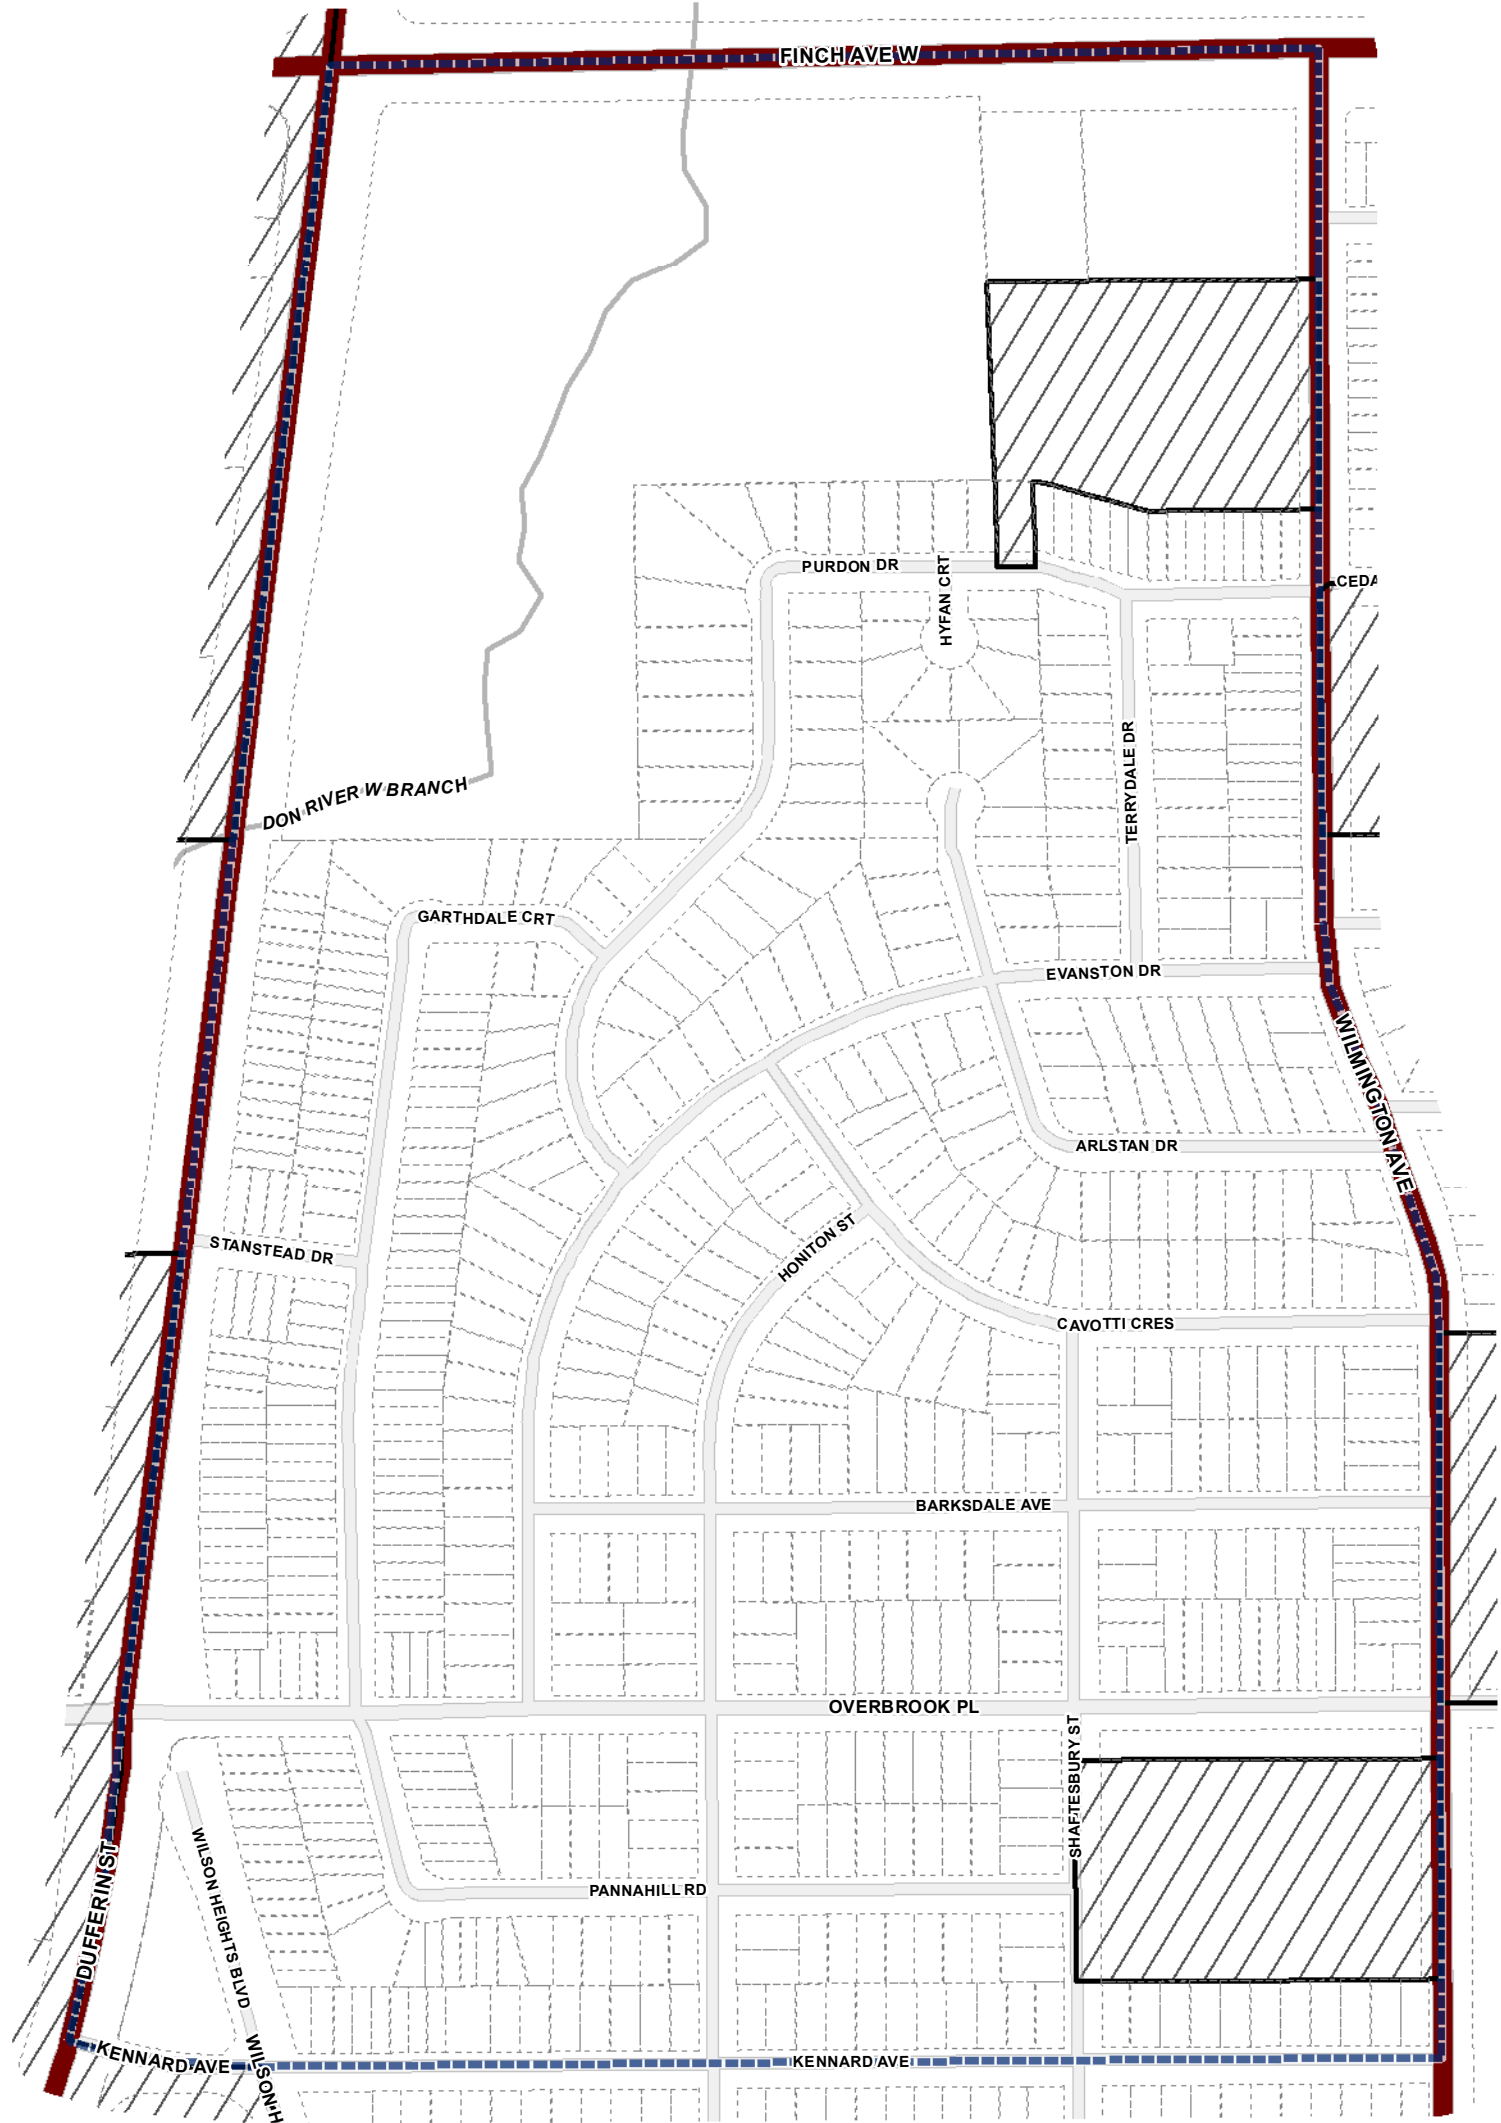 FINCH AVE W
PURDON DR
HYFAN CRT
CEDA
TERRYDALE DR
DON RIVER W BRANCH
GARTHDALE CRT
EVANSTON DR
WILMINGTON AVE
ARLSTAN DR
STANSTEAD DR
HONITON ST
CAVOTTI CRES
BARKSDALE AVE
OVERBROOK PL
SHAFTESBURY ST
DUFFERIN ST
WILSON HEIGHTS BLVD
PANNAHILL RD
KENNARD AVE
WILSON H
KENNARD AVE